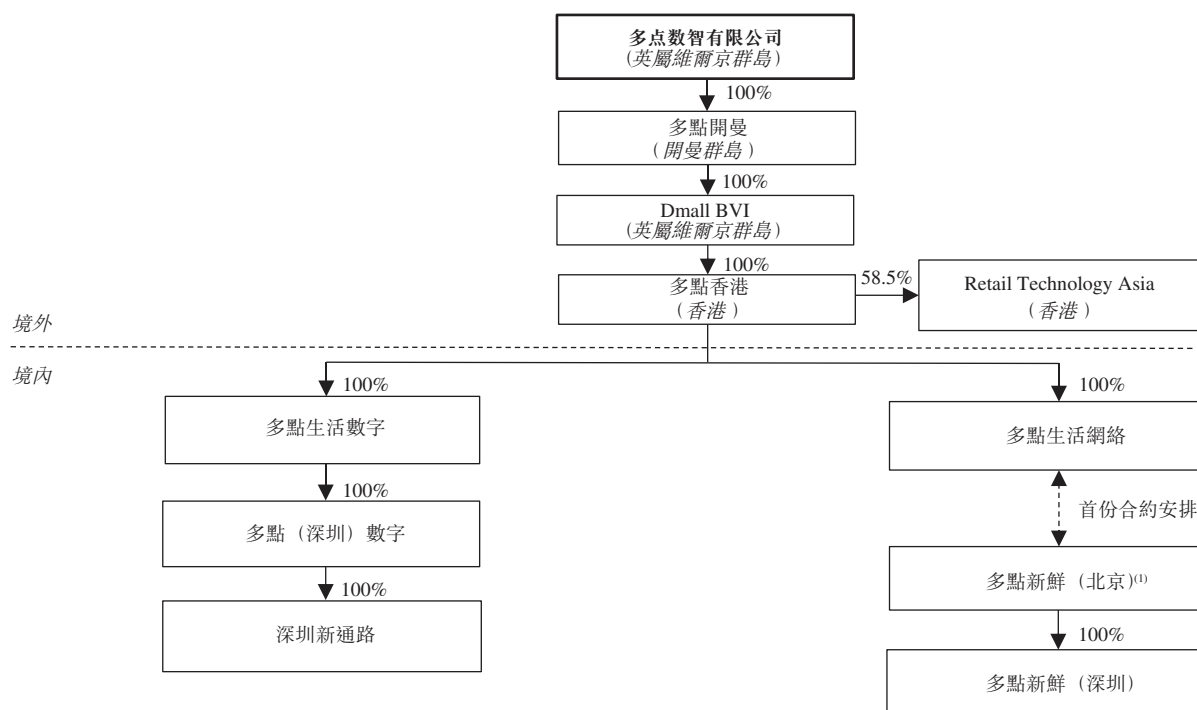 多点数智有限公司
(英屬維爾京群島)
100%
多點開曼
(開曼群島)
100%
Dmall BVI
(英屬維爾京群島)
100%
多點香港
(香港)
58.5%
Retail Technology Asia
(香港)
境外
境內
100%
100%
多點生活數字
多點生活網絡
100%
首份合約安排
多點（深圳）數字
多點新鮮（北京）(1)
100%
100%
深圳新通路
多點新鮮（深圳）